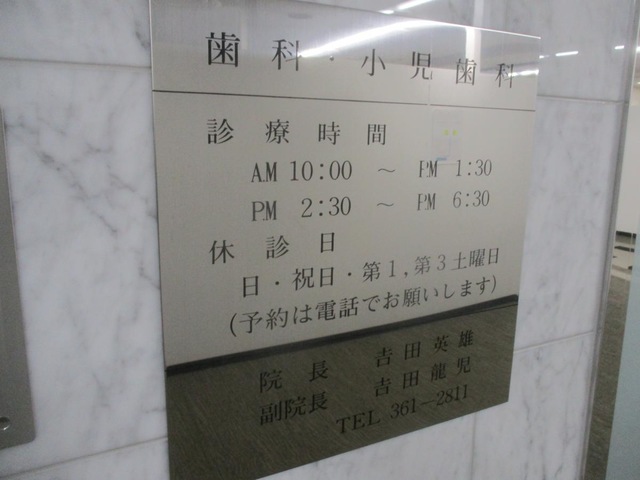 歯科・小児歯科
診療時間
AM 10:00 ～ PM 1:30
PM 2:30 ～ PM 6:30
休診日
日・祝日・第1,第3土曜日
(予約は電話でお願いします)
院長 吉田英雄
副院長 吉田龍児
TEL 361-2811